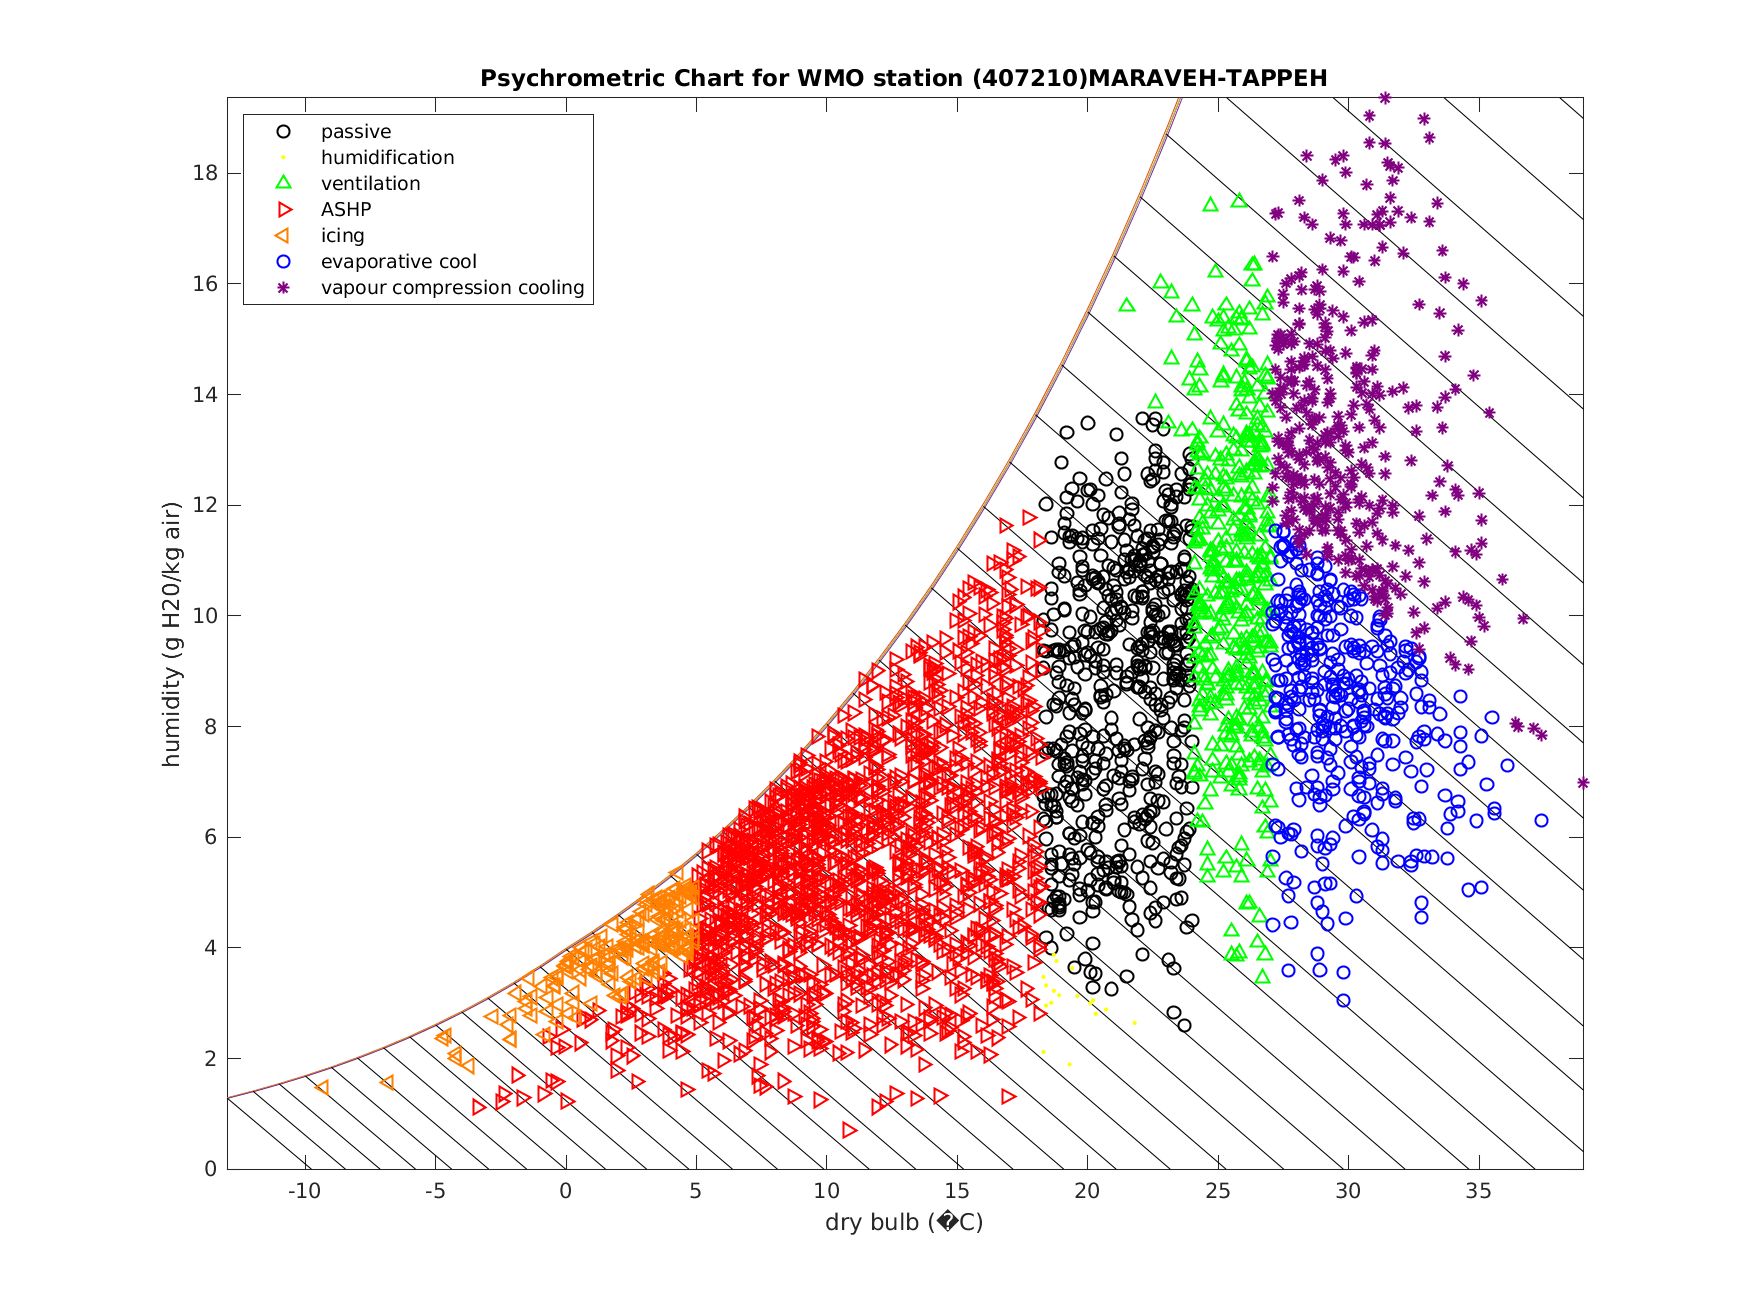 Psychrometric Chart for WMO station (407210)MARAVEH-TAPPEH
passive
humidification
ventilation
ASHP
icing
evaporative cool
vapour compression cooling
humidity (g H20/kg air)
18
16
14
12
10
8
6
4
2
0
-10 -5 0 5 10 15 20 25 30 35
dry bulb (�C)